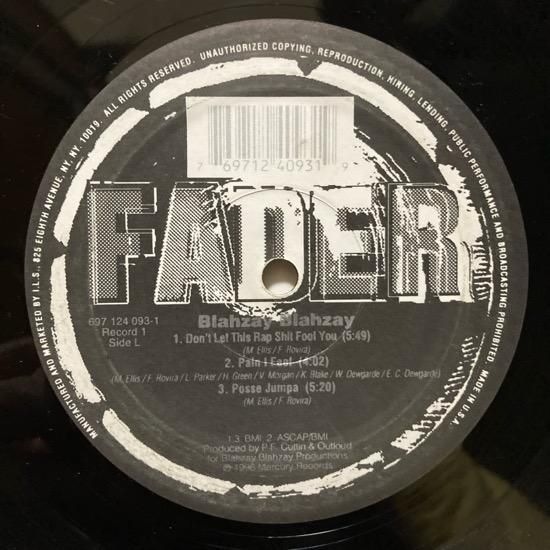 MANUFACTURED AND MARKETED BY I.L.S., 825 EIGHTH AVENUE, NY, NY, 10019. ALL RIGHTS RESERVED. UNAUTHORIZED COPYING, REPRODUCTION, HIRING, LENDING, PUBLIC PERFORMANCE AND BROADCASTING PROHIBITED. MADE IN U.S.A.
7 69712 40931 9
FADER
697 124 093-1
Record 1
Side L
Blahzay Blahzay
1. Don't Let This Rap Shit Fool You (5:49)
(M. Ellis / F. Rovira)
2. Pain I Feel (4:02)
(M. Ellis / F. Rovira / L. Parker / H. Green / V. Morgan / K. Blake / W. Dewgarde / E. C. Dewgarde)
3. Posse Jumpa (5:20)
(M. Ellis / F. Rovira)
1.3. BMI 2. ASCAP/BMI
Produced by P.F. Cuttin & Outloud
for Blahzay Blahzay Productions
℗ 1996 Mercury Records